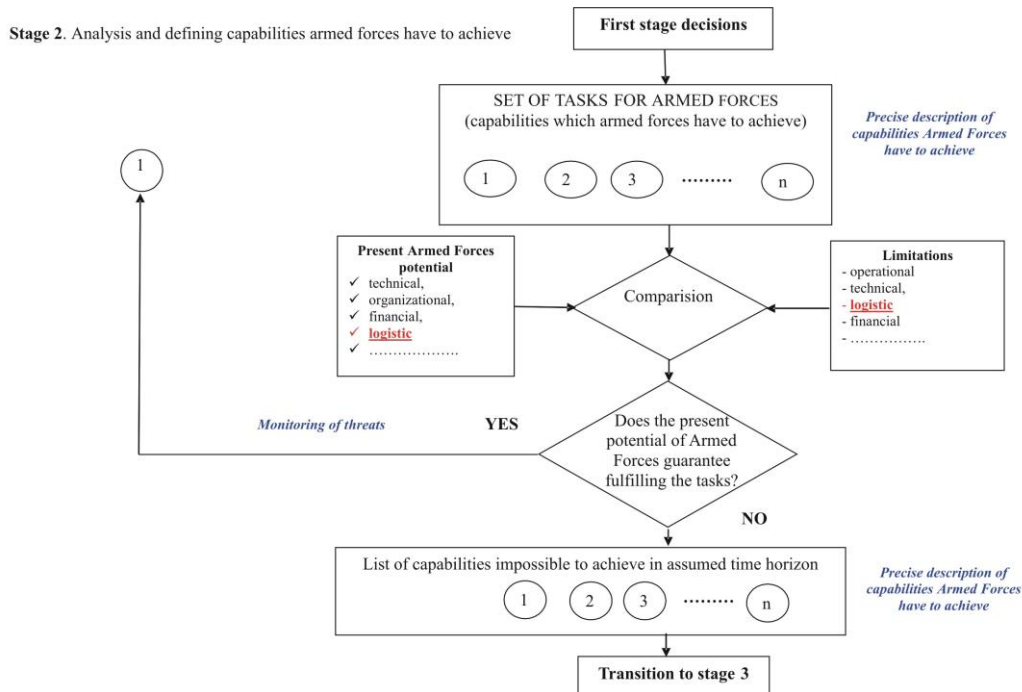 Stage 2. Analysis and defining capabilities armed forces have to achieve
First stage decisions
SET OF TASKS FOR ARMED FORCES
(capabilities which armed forces have to achieve)
1 2 3 ......... n
Precise description of
capabilities Armed Forces
have to achieve
1
Present Armed Forces
potential
✓ technical,
✓ organizational,
✓ financial,
✓ logistic
✓ ...................
Comparision
Limitations
- operational
- technical,
- logistic
- financial
- ................
Monitoring of threats
YES
Does the present
potential of Armed
Forces guarantee
fulfilling the tasks?
NO
List of capabilities impossible to achieve in assumed time horizon
1 2 3 ......... n
Precise description of
capabilities Armed Forces
have to achieve
Transition to stage 3